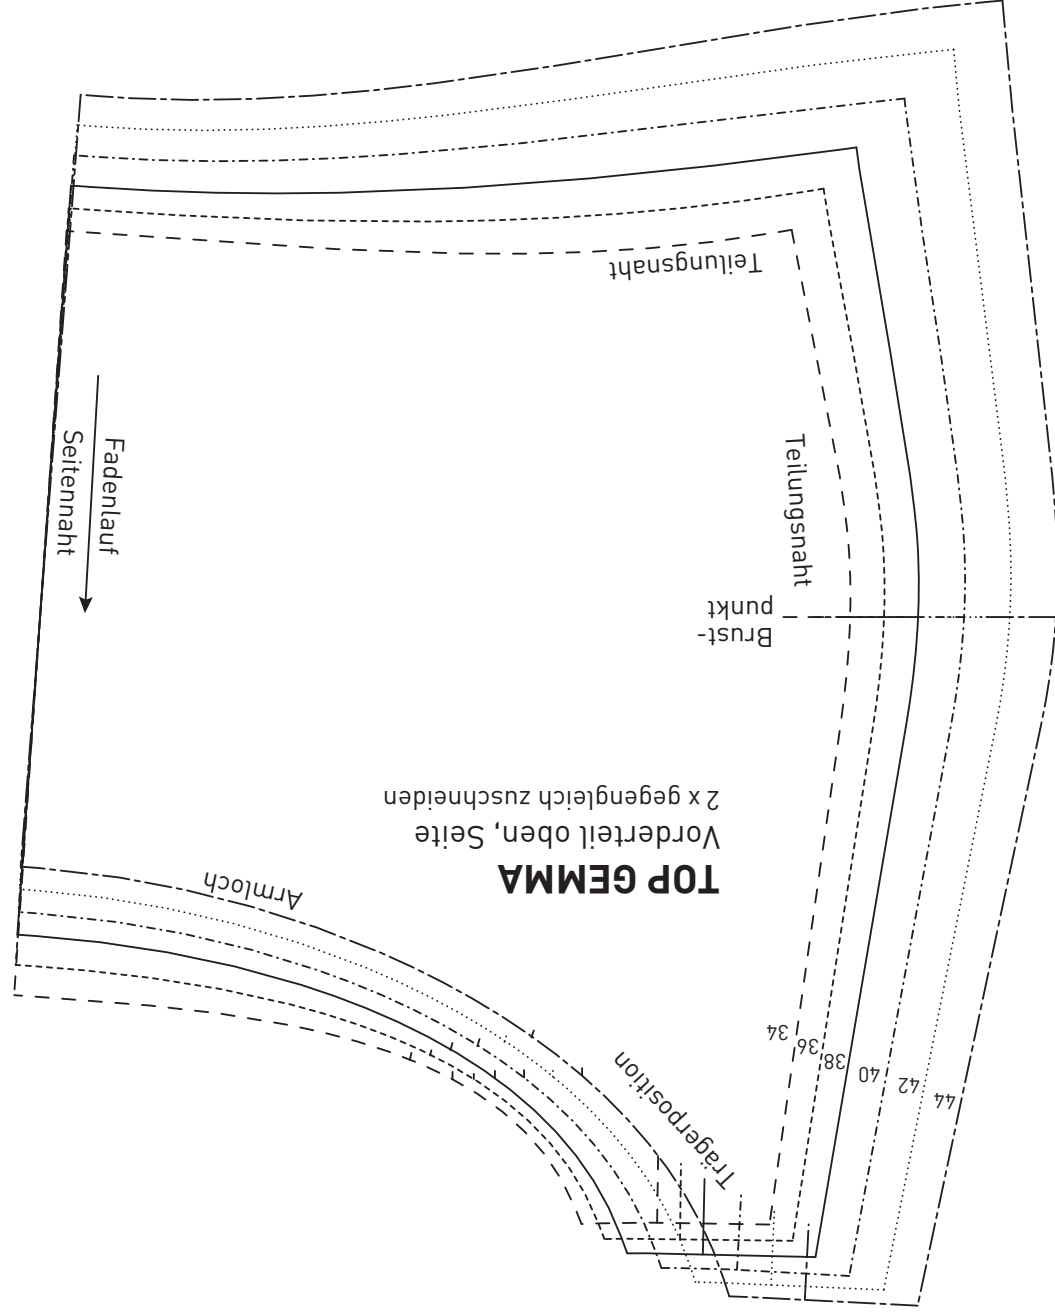 TOP GEMMA
Vorderteil oben, Seite
2 x gegengleich zuschneiden
Brust-
punkt
Teilungsnaht
Teilungsnaht
Fadenlauf
Seitennaht
Armloch
Trägerposition
34
36
38
40
42
44